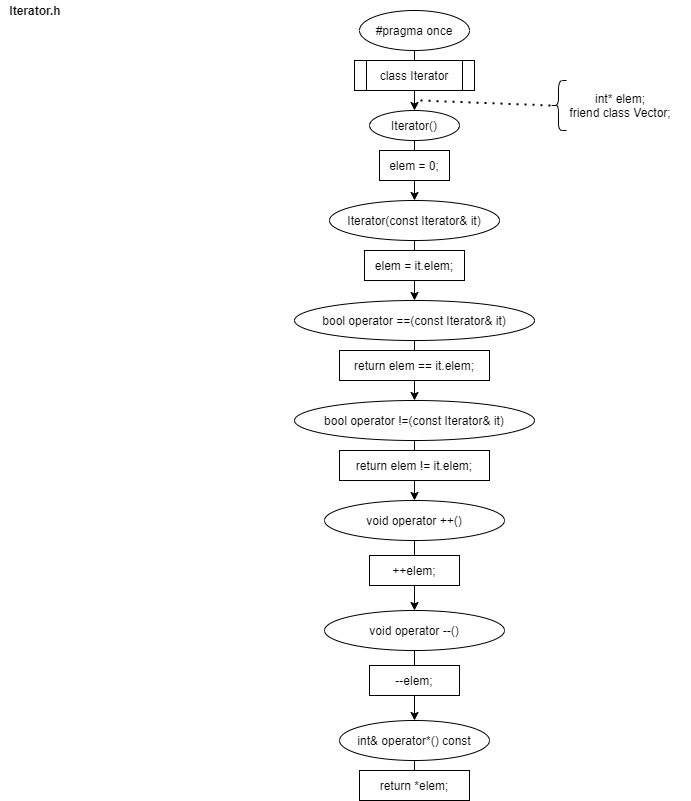 Iterator.h
#pragma once
class Iterator
int* elem;
friend class Vector;
Iterator()
elem = 0;
Iterator(const Iterator& it)
elem = it.elem;
bool operator ==(const Iterator& it)
return elem == it.elem;
bool operator !=(const Iterator& it)
return elem != it.elem;
void operator ++()
++elem;
void operator --()
--elem;
int& operator*() const
return *elem;